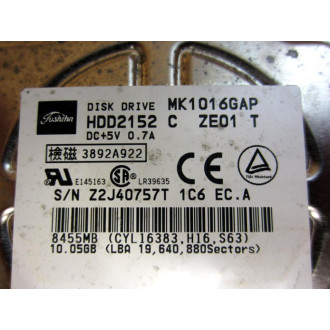 Toshiba
DISK DRIVE MK1016GAP
HDD2152 C ZE01 T
DC+5V 0.7A
検磁 3892A922
E145163 LR39635
S/N Z2J40757T 1C6 EC.A
8455MB (CYL16383,H16,S63)
10.05GB (LBA 19,640,880Sectors)